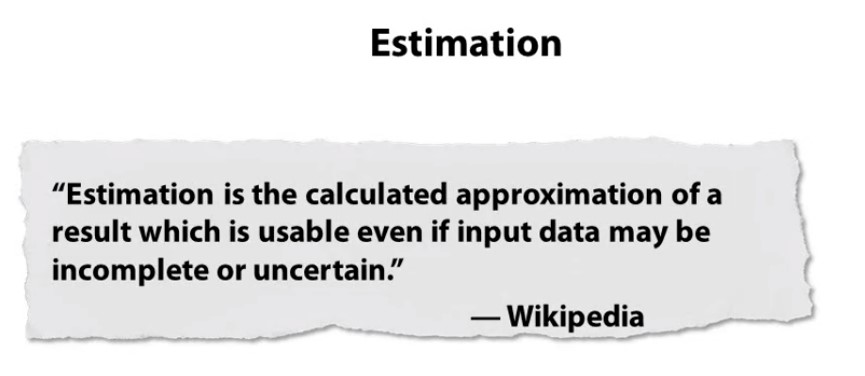 Estimation
“Estimation is the calculated approximation of a
result which is usable even if input data may be
incomplete or uncertain.”
— Wikipedia